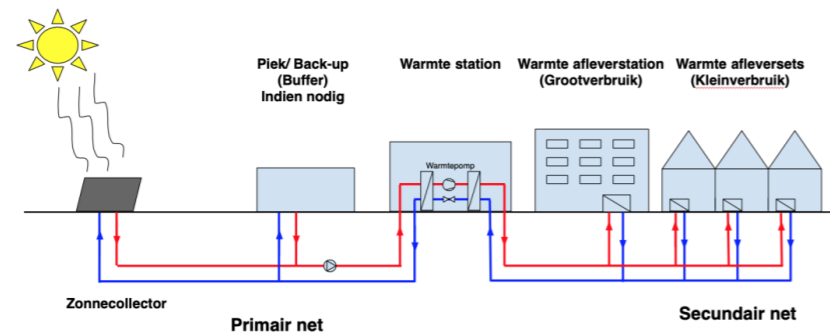 Piek/ Back-up
(Buffer)
Indien nodig
Warmte station
Warmte afleverstation
(Grootverbruik)
Warmte afleversets
(Kleinverbruik)
Warmtepomp
Zonnecollector
Primair net
Secundair net